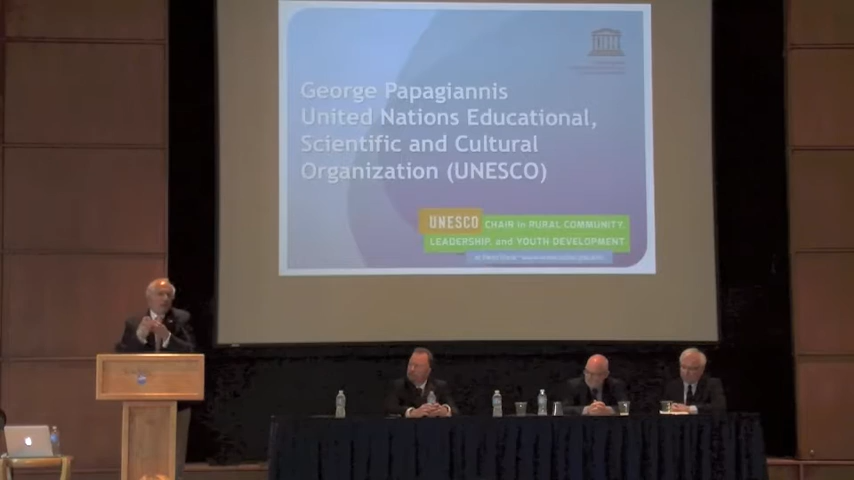 George Papagiannis
United Nations Educational,
Scientific and Cultural
Organization (UNESCO)
UNESCO CHAIR in RURAL COMMUNITY,
LEADERSHIP, and YOUTH DEVELOPMENT